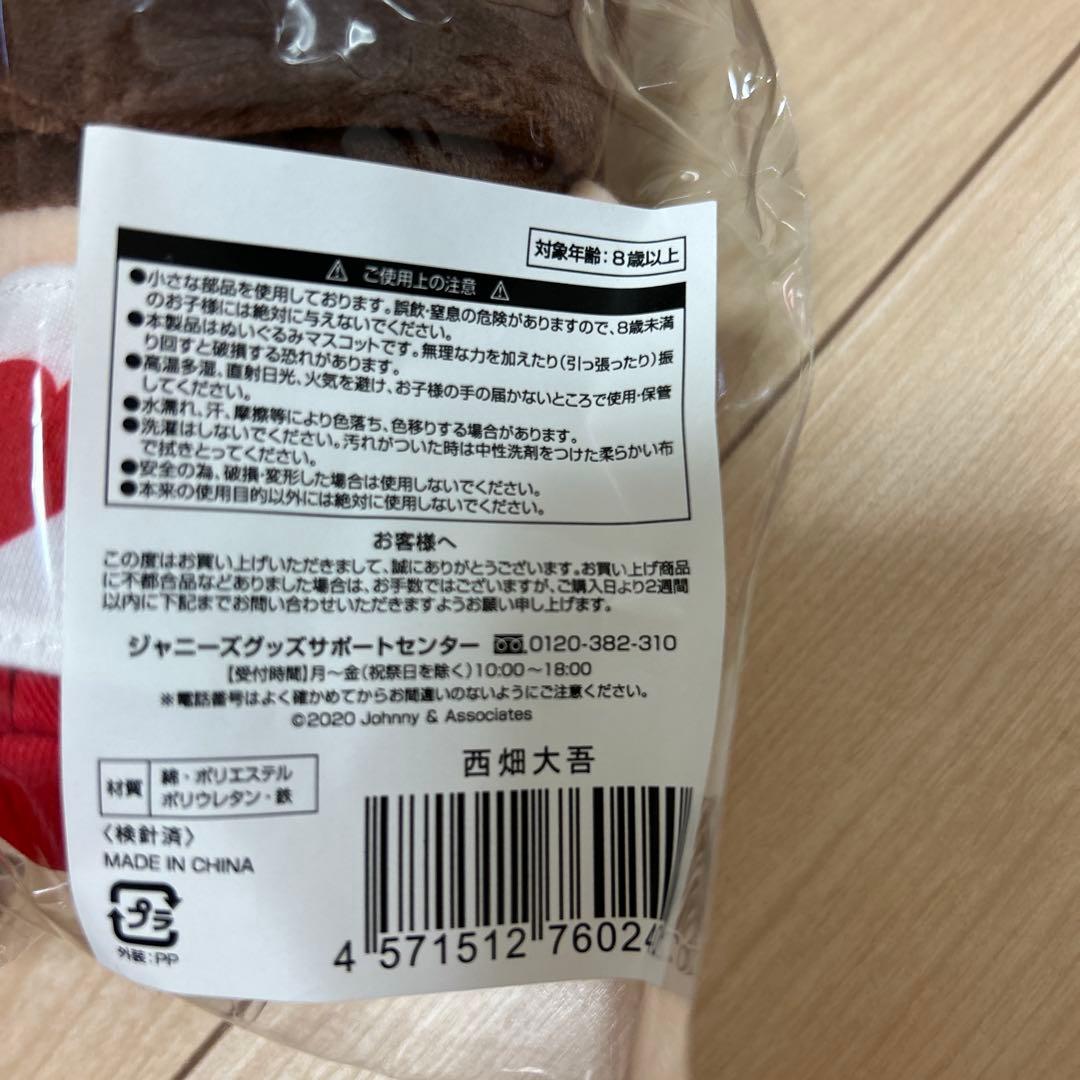 対象年齢:8歳以上
⚠ ご使用上の注意 ⚠
●小さな部品を使用しております。誤飲・窒息の危険がありますので、8歳未満
のお子様には絶対に与えないでください。
●本製品はぬいぐるみマスコットです。無理な力を加えたり(引っ張ったり)振
り回すと破損する恐れがあります。
●高温多湿、直射日光、火気を避け、お子様の手の届かないところで使用・保管
してください。
●水濡れ、汗、摩擦等により色落ち、色移りする場合があります。
●洗濯はしないでください。汚れがついた時は中性洗剤をつけた柔らかい布
で拭きとってください。
●安全の為、破損・変形した場合は使用しないでください。
●本来の使用目的以外には絶対に使用しないでください。
お客様へ
この度はお買い上げいただきまして、誠にありがとうございます。お買い上げ商品
に不都合品などありました場合は、お手数ではございますが、ご購入日より2週間
以内に下記までお問い合わせいただきますようお願い申し上げます。
ジャニーズグッズサポートセンター 0120-382-310
【受付時間】月〜金(祝祭日を除く)10:00〜18:00
※電話番号はよく確かめてからお間違いのないようにご注意ください。
©2020 Johnny & Associates
西畑大吾
材質 綿・ポリエステル
ポリウレタン・鉄
〈検針済〉
MADE IN CHINA
プラ
外装:PP
4 571512 76024